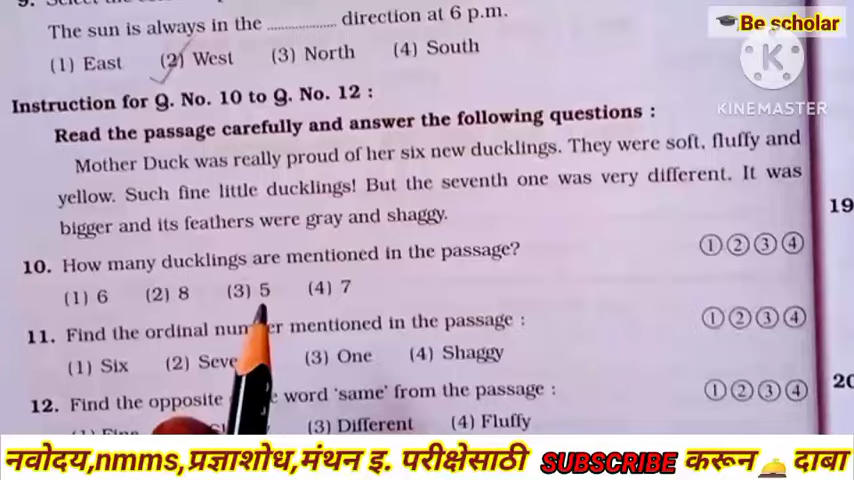 The sun is always in the .................. direction at 6 p.m.
(1) East (2) West (3) North (4) South
Instruction for Q. No. 10 to Q. No. 12 :
Read the passage carefully and answer the following questions :
Mother Duck was really proud of her six new ducklings. They were soft, fluffy and
yellow. Such fine little ducklings! But the seventh one was very different. It was
bigger and its feathers were gray and shaggy.
10. How many ducklings are mentioned in the passage? ① ② ③ ④
(1) 6 (2) 8 (3) 5 (4) 7
11. Find the ordinal number mentioned in the passage : ① ② ③ ④
(1) Six (2) Seve (3) One (4) Shaggy
12. Find the opposite word 'same' from the passage : ① ② ③ ④
(3) Different (4) Fluffy
19
20
Be scholar
K
KINEMASTER
नवोदय,nmms,प्रज्ञाशोध,मंथन इ. परीक्षेसाठी SUBSCRIBE करून दाबा